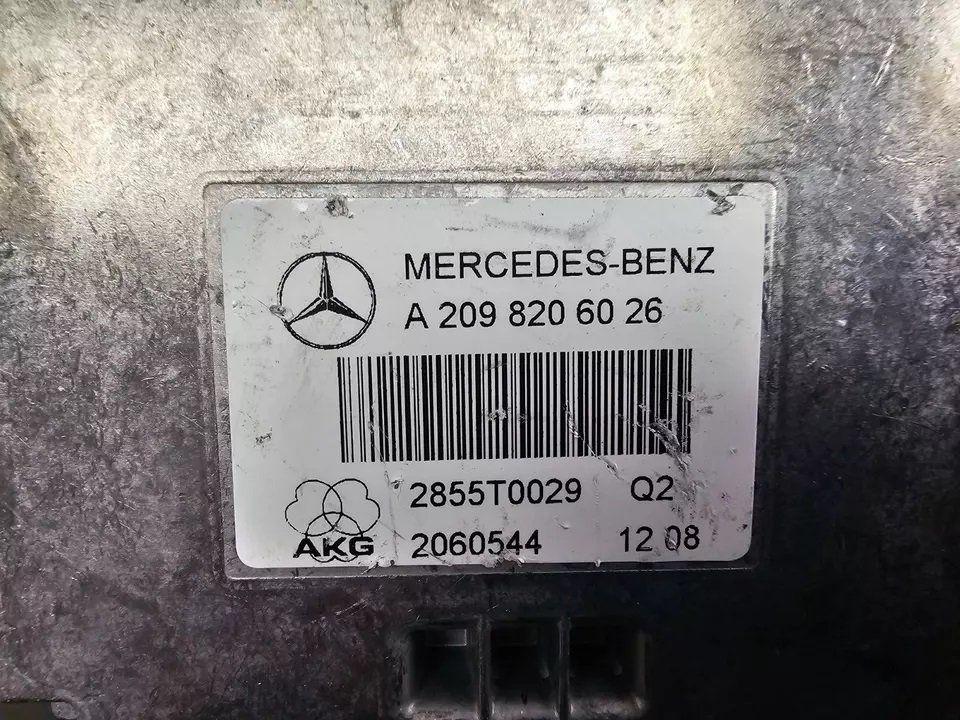 MERCEDES-BENZ
A 209 820 60 26
2855T0029 Q2
AKG 2060544 12 08